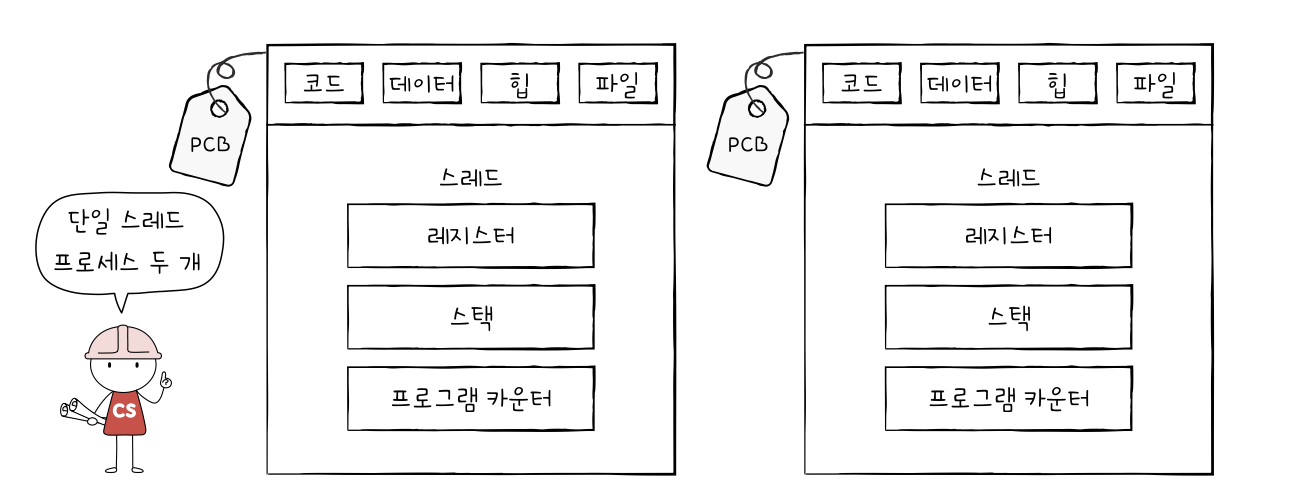 코드 데이터 힙 파일
PCB
스레드
레지스터
스택
프로그램 카운터
코드 데이터 힙 파일
PCB
스레드
레지스터
스택
프로그램 카운터
단일 스레드
프로세스 두 개
CS